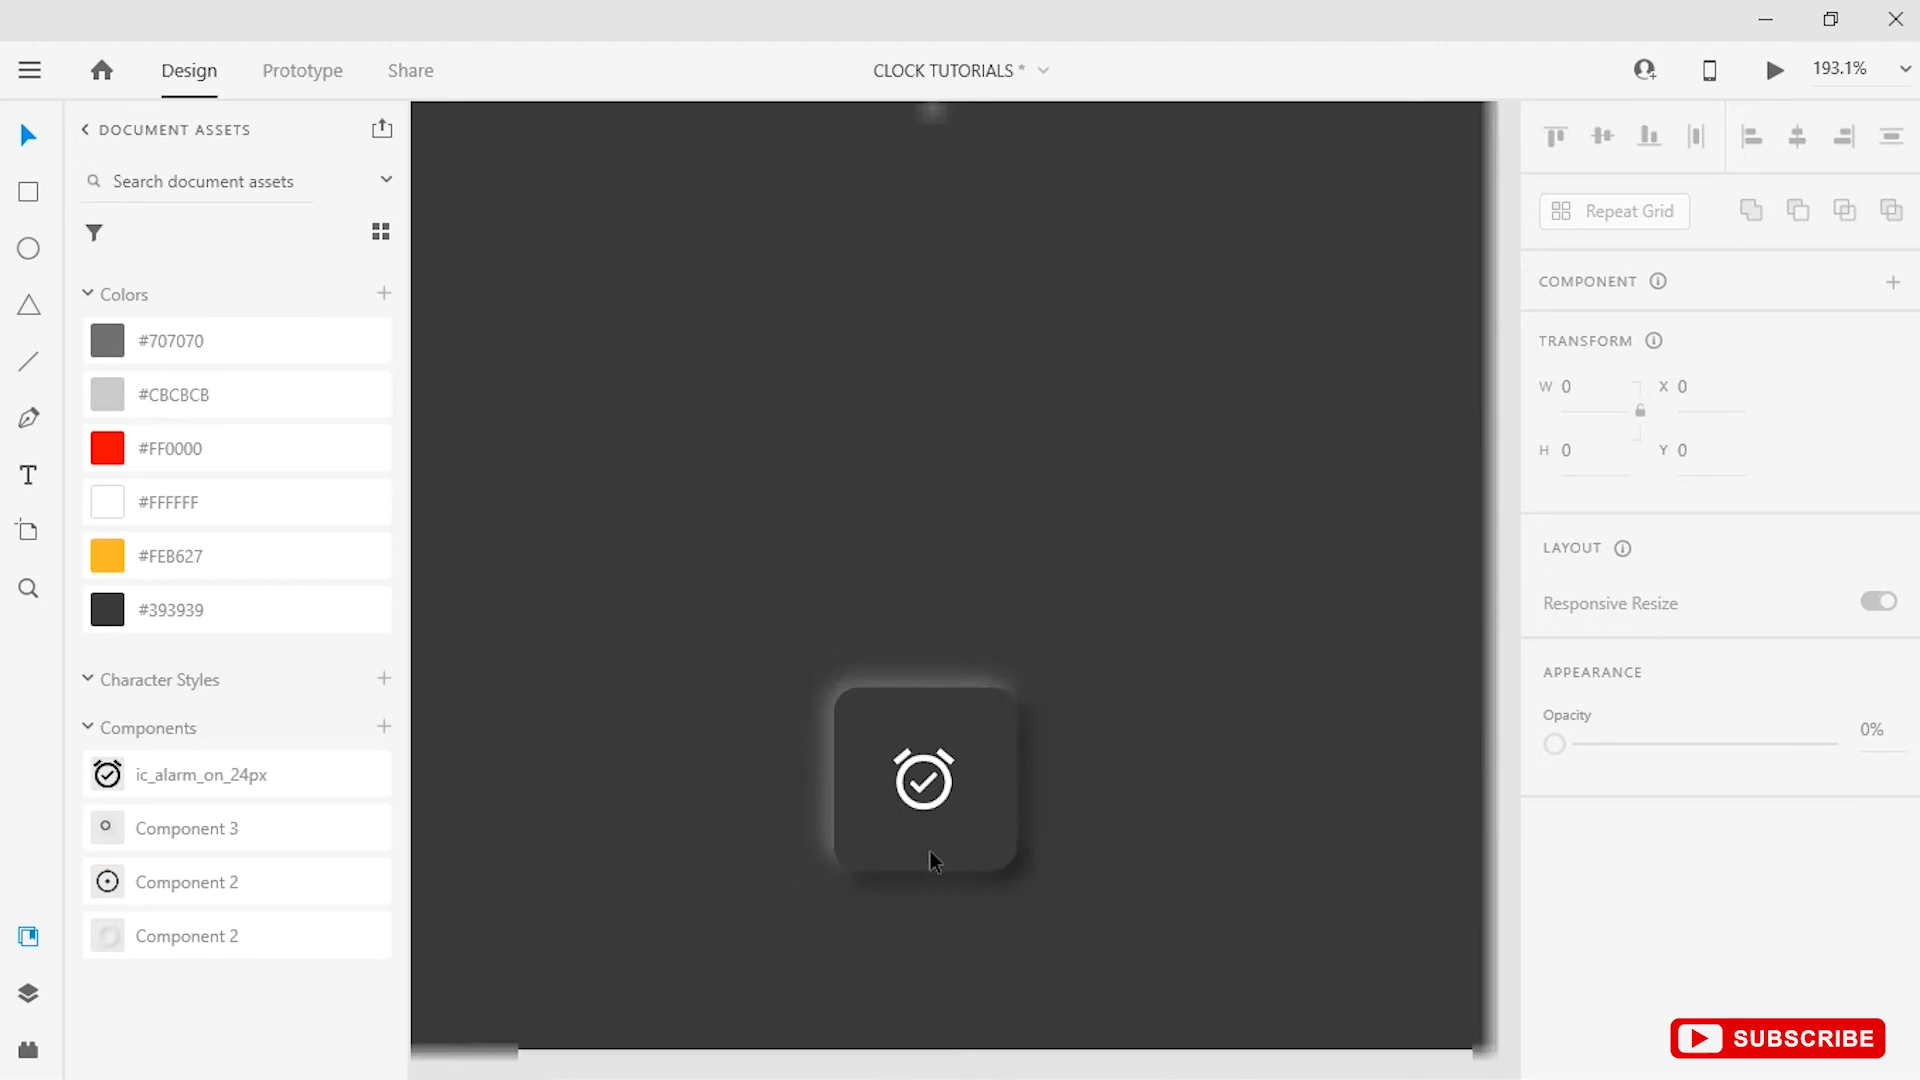 Design
Prototype
Share
CLOCK TUTORIALS *
193.1%
DOCUMENT ASSETS
Search document assets
Colors
#707070
#CBCBCB
#FF0000
#FFFFFF
#FEB627
#393939
Character Styles
Components
ic_alarm_on_24px
Component 3
Component 2
Component 2
Repeat Grid
COMPONENT
TRANSFORM
W 0
X 0
H 0
Y 0
LAYOUT
Responsive Resize
APPEARANCE
Opacity
0%
SUBSCRIBE